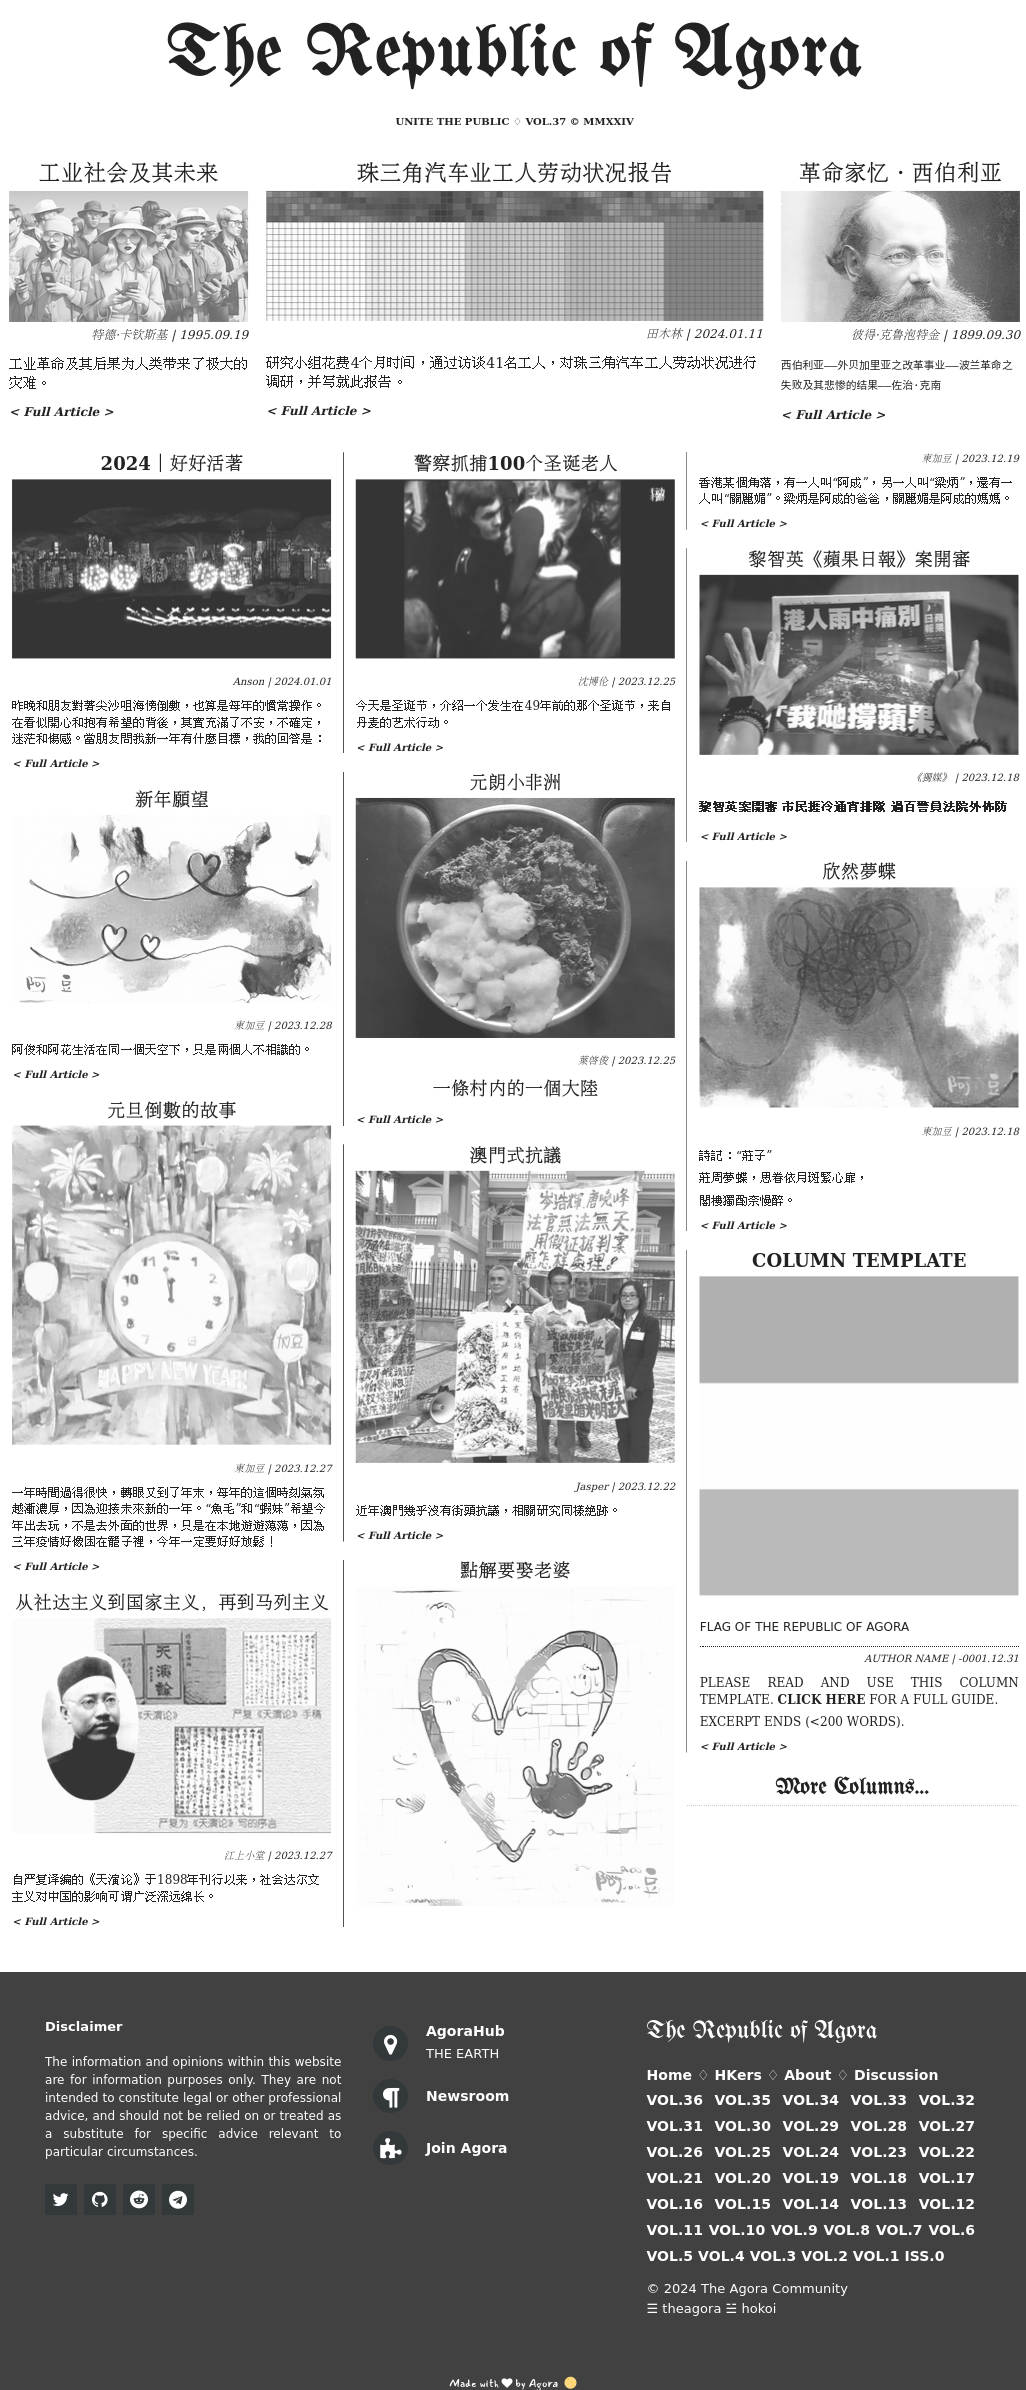 The Republic of Agora
UNITE THE PUBLIC ♢ VOL.37 © MMXXIV
工业社会及其未来
特德·卡钦斯基 | 1995.09.19
工业革命及其后果为人类带来了极大的
灾难。
< Full Article >
珠三角汽车业工人劳动状况报告
田木林 | 2024.01.11
研究小组花费4个月时间，通过访谈41名工人，对珠三角汽车工人劳动状况进行
调研，并写就此报告。
< Full Article >
革命家忆·西伯利亚
彼得·克鲁泡特金 | 1899.09.30
西伯利亚——外贝加里亚之改革事业——波兰革命之
失败及其悲惨的结果——佐治·克南
< Full Article >
2024｜好好活著
Anson | 2024.01.01
昨晚和朋友對著尖沙咀海傍倒數，也算是每年的慣常操作。
在看似開心和抱有希望的背後，其實充滿了不安，不確定，
迷茫和傷感。當朋友問我新一年有什麼目標，我的回答是：
< Full Article >
新年願望
阿 豆
東加豆 | 2023.12.28
阿俊和阿花生活在同一個天空下，只是兩個人不相識的。
< Full Article >
元旦倒數的故事
12
HAPPY NEW YEAR!
東加豆 | 2023.12.27
一年時間過得很快，轉眼又到了年末，每年的這個時刻氣氛
越漸濃厚，因為迎接未來新的一年。“魚毛”和“蝦妹”希望今
年出去玩，不是去外面的世界，只是在本地遊遊蕩蕩，因為
三年疫情好像困在籠子裡，今年一定要好好放鬆！
< Full Article >
从社达主义到国家主义，再到马列主义
天演論
《天演论》
严复《天演论》手稿
严复为《天演论》写的序言
江上小堂 | 2023.12.27
自严复译编的《天演论》于1898年刊行以来，社会达尔文
主义对中国的影响可谓广泛深远绵长。
< Full Article >
警察抓捕100个圣诞老人
沈博伦 | 2023.12.25
今天是圣诞节，介绍一个发生在49年前的那个圣诞节，来自
丹麦的艺术行动。
< Full Article >
元朗小非洲
葉啓俊 | 2023.12.25
一條村内的一個大陸
< Full Article >
澳門式抗議
岑浩輝,唐曉峰
法官無法無天
用假证据判案
應怎樣處理?
Jasper | 2023.12.22
近年澳門幾乎沒有街頭抗議，相關研究同樣絶跡。
< Full Article >
點解要娶老婆
阿 豆
東加豆 | 2023.12.19
香港某個角落，有一人叫“阿成”，另一人叫“梁炳”，還有一
人叫“關麗媚”。梁炳是阿成的爸爸，關麗媚是阿成的媽媽。
< Full Article >
黎智英《蘋果日報》案開審
港人雨中痛別
「我哋撐蘋果
《獨媒》 | 2023.12.18
黎智英案開審 市民捱冷通宵排隊 過百警員法院外佈防
< Full Article >
欣然夢蝶
阿 豆
東加豆 | 2023.12.18
詩記：“莊子”
莊周夢蝶，思眷依月斑繫心扉，
閣樓獨酌奈慢醉。
< Full Article >
COLUMN TEMPLATE
FLAG OF THE REPUBLIC OF AGORA
AUTHOR NAME | -0001.12.31
PLEASE READ AND USE THIS COLUMN
TEMPLATE. CLICK HERE FOR A FULL GUIDE.
EXCERPT ENDS (<200 WORDS).
< Full Article >
More Columns...
Disclaimer
The information and opinions within this website
are for information purposes only. They are not
intended to constitute legal or other professional
advice, and should not be relied on or treated as
a substitute for specific advice relevant to
particular circumstances.
AgoraHub
THE EARTH
Newsroom
Join Agora
The Republic of Agora
Home ♢ HKers ♢ About ♢ Discussion
VOL.36 VOL.35 VOL.34 VOL.33 VOL.32
VOL.31 VOL.30 VOL.29 VOL.28 VOL.27
VOL.26 VOL.25 VOL.24 VOL.23 VOL.22
VOL.21 VOL.20 VOL.19 VOL.18 VOL.17
VOL.16 VOL.15 VOL.14 VOL.13 VOL.12
VOL.11 VOL.10 VOL.9 VOL.8 VOL.7 VOL.6
VOL.5 VOL.4 VOL.3 VOL.2 VOL.1 ISS.0
© 2024 The Agora Community
☰ theagora ☱ hokoi
Made with ♥ by Agora